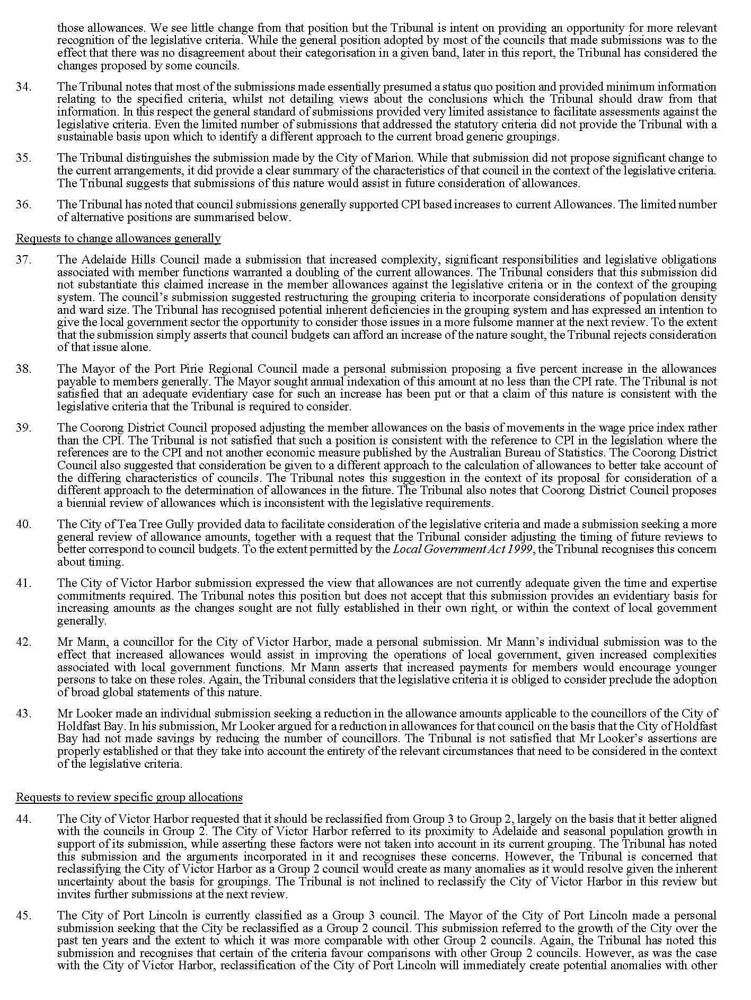 those allowances. We see little change from that position but the Tribunal is intent on providing an opportunity for more relevant
recognition of the legislative criteria. While the general position adopted by most of the councils that made submissions was to the
effect that there was no disagreement about their categorisation in a given band, later in this report, the Tribunal has considered the
changes proposed by some councils.
34. The Tribunal notes that most of the submissions made essentially presumed a status quo position and provided minimum information
relating to the specified criteria, whilst not detailing views about the conclusions which the Tribunal should draw from that
information. In this respect the general standard of submissions provided very limited assistance to facilitate assessments against the
legislative criteria. Even the limited number of submissions that addressed the statutory criteria did not provide the Tribunal with a
sustainable basis upon which to identify a different approach to the current broad generic groupings.
35. The Tribunal distinguishes the submission made by the City of Marion. While that submission did not propose significant change to
the current arrangements, it did provide a clear summary of the characteristics of that council in the context of the legislative criteria.
The Tribunal suggests that submissions of this nature would assist in future consideration of allowances.
36. The Tribunal has noted that council submissions generally supported CPI based increases to current Allowances. The limited number
of alternative positions are summarised below.
Requests to change allowances generally
37. The Adelaide Hills Council made a submission that increased complexity, significant responsibilities and legislative obligations
associated with member functions warranted a doubling of the current allowances. The Tribunal considers that this submission did
not substantiate this claimed increase in the member allowances against the legislative criteria or in the context of the grouping
system. The council’s submission suggested restructuring the grouping criteria to incorporate considerations of population density
and ward size. The Tribunal has recognised potential inherent deficiencies in the grouping system and has expressed an intention to
give the local government sector the opportunity to consider those issues in a more fulsome manner at the next review. To the extent
that the submission simply asserts that council budgets can afford an increase of the nature sought, the Tribunal rejects consideration
of that issue alone.
38. The Mayor of the Port Pirie Regional Council made a personal submission proposing a five percent increase in the allowances
payable to members generally. The Mayor sought annual indexation of this amount at no less than the CPI rate. The Tribunal is not
satisfied that an adequate evidentiary case for such an increase has been put or that a claim of this nature is consistent with the
legislative criteria that the Tribunal is required to consider.
39. The Coorong District Council proposed adjusting the member allowances on the basis of movements in the wage price index rather
than the CPI. The Tribunal is not satisfied that such a position is consistent with the reference to CPI in the legislation where the
references are to the CPI and not another economic measure published by the Australian Bureau of Statistics. The Coorong District
Council also suggested that consideration be given to a different approach to the calculation of allowances to better take account of
the differing characteristics of councils. The Tribunal notes this suggestion in the context of its proposal for consideration of a
different approach to the determination of allowances in the future. The Tribunal also notes that Coorong District Council proposes
a biennial review of allowances which is inconsistent with the legislative requirements.
40. The City of Tea Tree Gully provided data to facilitate consideration of the legislative criteria and made a submission seeking a more
general review of allowance amounts, together with a request that the Tribunal consider adjusting the timing of future reviews to
better correspond to council budgets. To the extent permitted by the Local Government Act 1999, the Tribunal recognises this concern
about timing.
41. The City of Victor Harbor submission expressed the view that allowances are not currently adequate given the time and expertise
commitments required. The Tribunal notes this position but does not accept that this submission provides an evidentiary basis for
increasing amounts as the changes sought are not fully established in their own right, or within the context of local government
generally.
42. Mr Mann, a councillor for the City of Victor Harbor, made a personal submission. Mr Mann’s individual submission was to the
effect that increased allowances would assist in improving the operations of local government, given increased complexities
associated with local government functions. Mr Mann asserts that increased payments for members would encourage younger
persons to take on these roles. Again, the Tribunal considers that the legislative criteria it is obliged to consider preclude the adoption
of broad global statements of this nature.
43. Mr Looker made an individual submission seeking a reduction in the allowance amounts applicable to the councillors of the City of
Holdfast Bay. In his submission, Mr Looker argued for a reduction in allowances for that council on the basis that the City of Holdfast
Bay had not made savings by reducing the number of councillors. The Tribunal is not satisfied that Mr Looker’s assertions are
properly established or that they take into account the entirety of the relevant circumstances that need to be considered in the context
of the legislative criteria.
Requests to review specific group allocations
44. The City of Victor Harbor requested that it should be reclassified from Group 3 to Group 2, largely on the basis that it better aligned
with the councils in Group 2. The City of Victor Harbor referred to its proximity to Adelaide and seasonal population growth in
support of its submission, while asserting these factors were not taken into account in its current grouping. The Tribunal has noted
this submission and the arguments incorporated in it and recognises these concerns. However, the Tribunal is concerned that
reclassifying the City of Victor Harbor as a Group 2 council would create as many anomalies as it would resolve given the inherent
uncertainty about the basis for groupings. The Tribunal is not inclined to reclassify the City of Victor Harbor in this review but
invites further submissions at the next review.
45. The City of Port Lincoln is currently classified as a Group 3 council. The Mayor of the City of Port Lincoln made a personal
submission seeking that the City be reclassified as a Group 2 council. This submission referred to the growth of the City over the
past ten years and the extent to which it was more comparable with other Group 2 councils. Again, the Tribunal has noted this
submission and recognises that certain of the criteria favour comparisons with other Group 2 councils. However, as was the case
with the City of Victor Harbor, reclassification of the City of Port Lincoln will immediately create potential anomalies with other